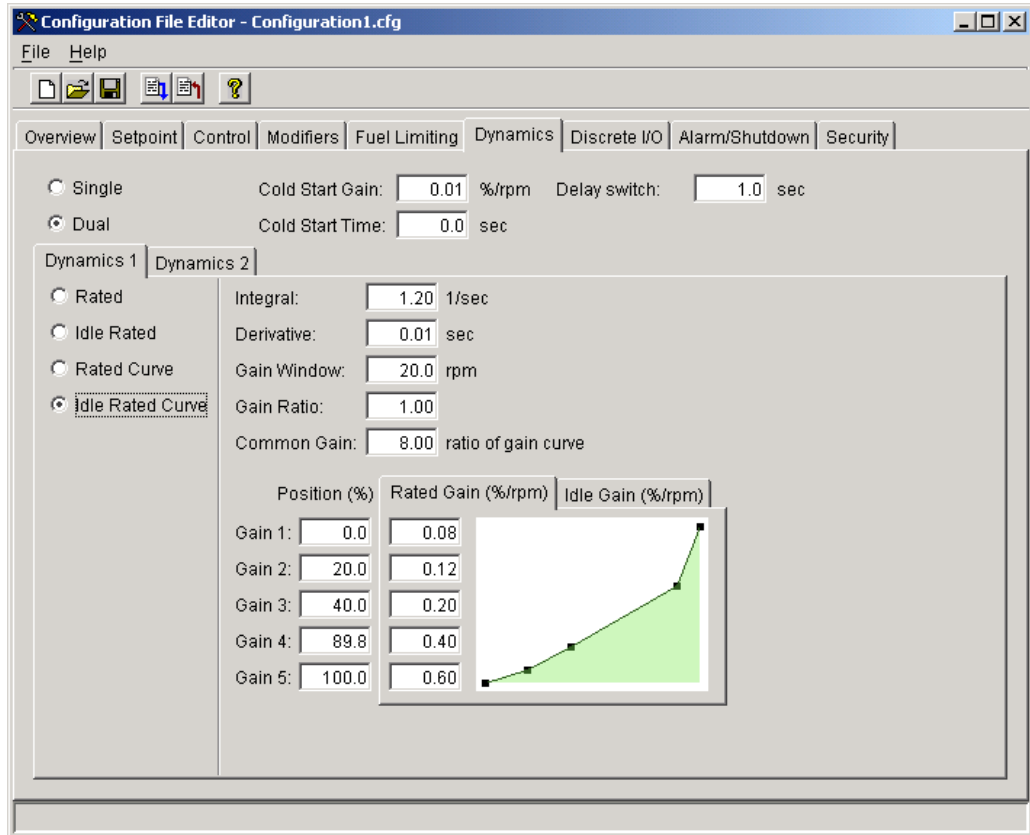 Configuration File Editor - Configuration1.cfg
File Help
Overview Setpoint Control Modifiers Fuel Limiting Dynamics Discrete I/O Alarm/Shutdown Security
Single Cold Start Gain: 0.01 %/rpm Delay switch: 1.0 sec
Dual Cold Start Time: 0.0 sec
Dynamics 1 Dynamics 2
Rated Integral: 1.20 1/sec
Idle Rated Derivative: 0.01 sec
Rated Curve Gain Window: 20.0 rpm
Idle Rated Curve Gain Ratio: 1.00
Common Gain: 8.00 ratio of gain curve
Position (%) Rated Gain (%/rpm) Idle Gain (%/rpm)
Gain 1: 0.0 0.08
Gain 2: 20.0 0.12
Gain 3: 40.0 0.20
Gain 4: 89.8 0.40
Gain 5: 100.0 0.60